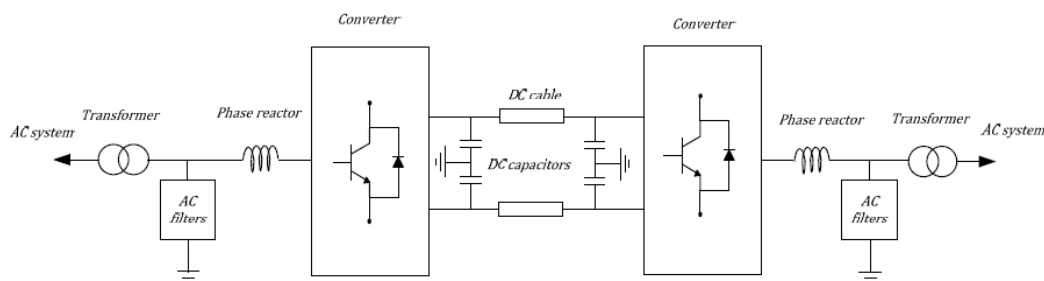 Converter
Converter
DC cable
Transformer
Phase reactor
Phase reactor
Transformer
AC system
AC system
DC capacitors
AC
filters
AC
filters